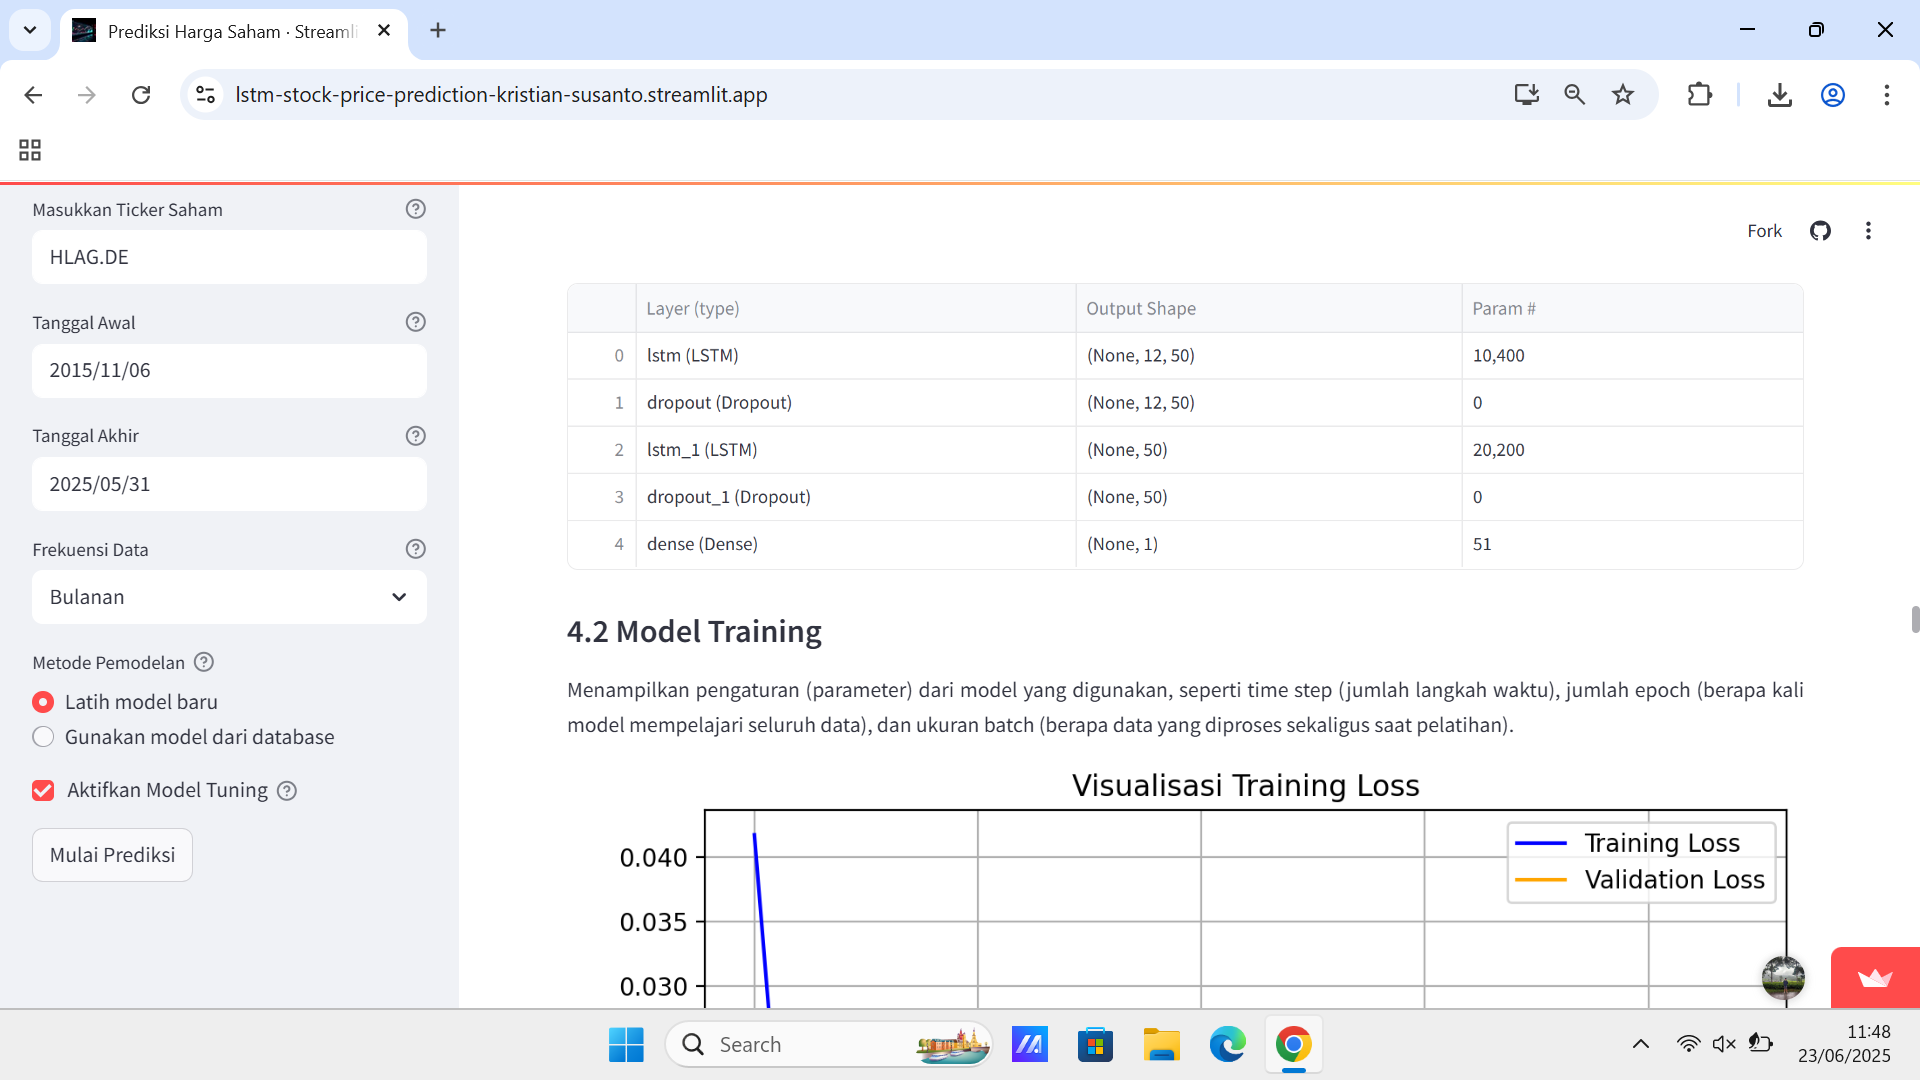 Prediksi Harga Saham · Streamli
lstm-stock-price-prediction-kristian-susanto.streamlit.app
Masukkan Ticker Saham
HLAG.DE
Tanggal Awal
2015/11/06
Tanggal Akhir
2025/05/31
Frekuensi Data
Bulanan
Metode Pemodelan
Latih model baru
Gunakan model dari database
Aktifkan Model Tuning
Mulai Prediksi
Fork
Layer (type) Output Shape Param #
0 lstm (LSTM) (None, 12, 50) 10,400
1 dropout (Dropout) (None, 12, 50) 0
2 lstm_1 (LSTM) (None, 50) 20,200
3 dropout_1 (Dropout) (None, 50) 0
4 dense (Dense) (None, 1) 51
4.2 Model Training
Menampilkan pengaturan (parameter) dari model yang digunakan, seperti time step (jumlah langkah waktu), jumlah epoch (berapa kali
model mempelajari seluruh data), dan ukuran batch (berapa data yang diproses sekaligus saat pelatihan).
Visualisasi Training Loss
Training Loss
Validation Loss
0.040
0.035
0.030
Search
11:48
23/06/2025